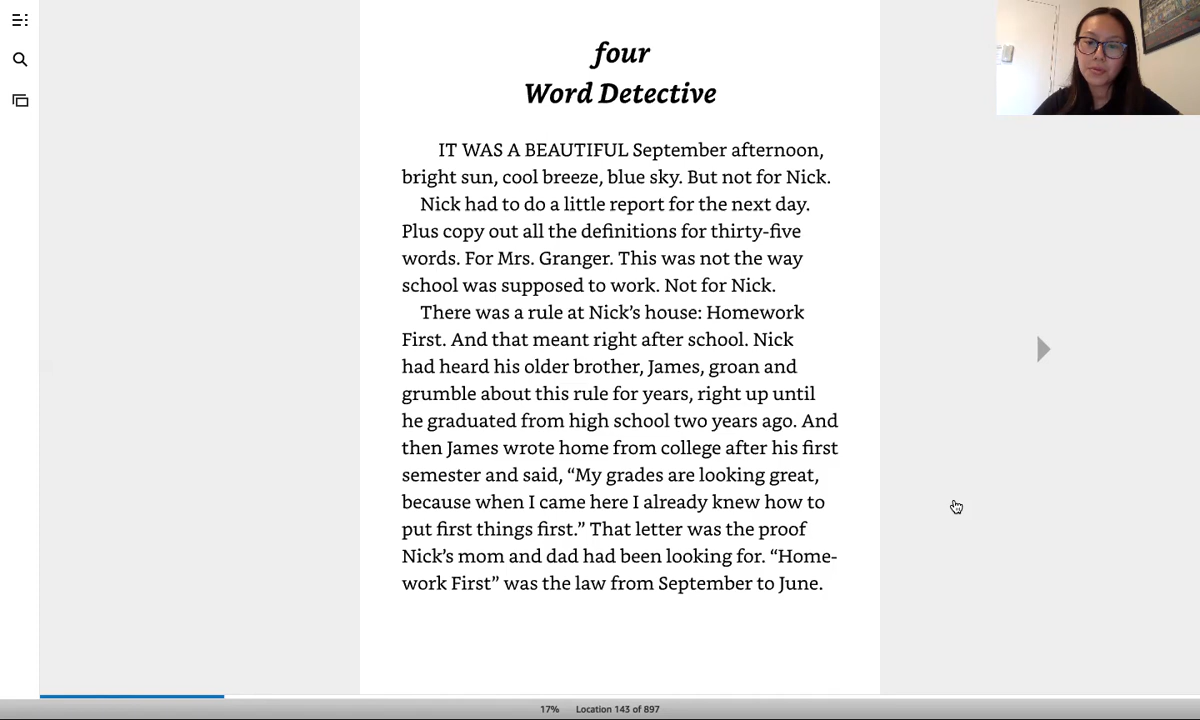 four
Word Detective
IT WAS A BEAUTIFUL September afternoon,
bright sun, cool breeze, blue sky. But not for Nick.
Nick had to do a little report for the next day.
Plus copy out all the definitions for thirty-five
words. For Mrs. Granger. This was not the way
school was supposed to work. Not for Nick.
There was a rule at Nick’s house: Homework
First. And that meant right after school. Nick
had heard his older brother, James, groan and
grumble about this rule for years, right up until
he graduated from high school two years ago. And
then James wrote home from college after his first
semester and said, “My grades are looking great,
because when I came here I already knew how to
put first things first.” That letter was the proof
Nick’s mom and dad had been looking for. “Home-
work First” was the law from September to June.
17% Location 143 of 897